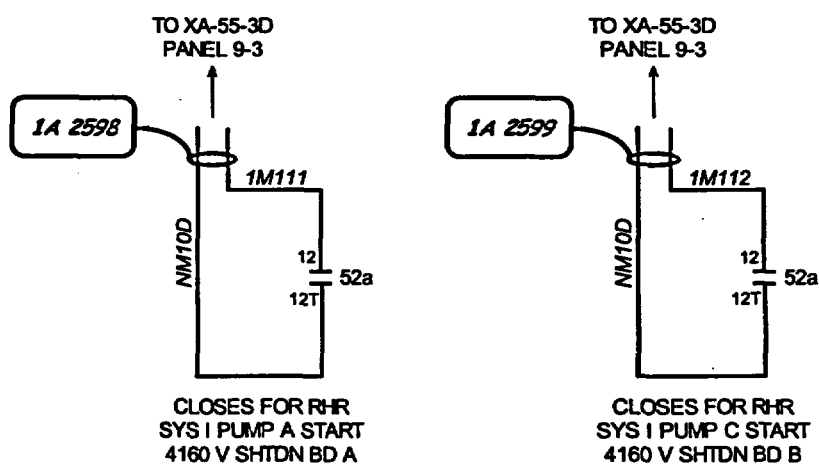 TO XA-55-3D
PANEL 9-3
1A 2598
1M111
NM10D
12
52a
12T
CLOSES FOR RHR
SYS I PUMP A START
4160 V SHTDN BD A
TO XA-55-3D
PANEL 9-3
1A 2599
1M112
NM10D
12
52a
12T
CLOSES FOR RHR
SYS I PUMP C START
4160 V SHTDN BD B